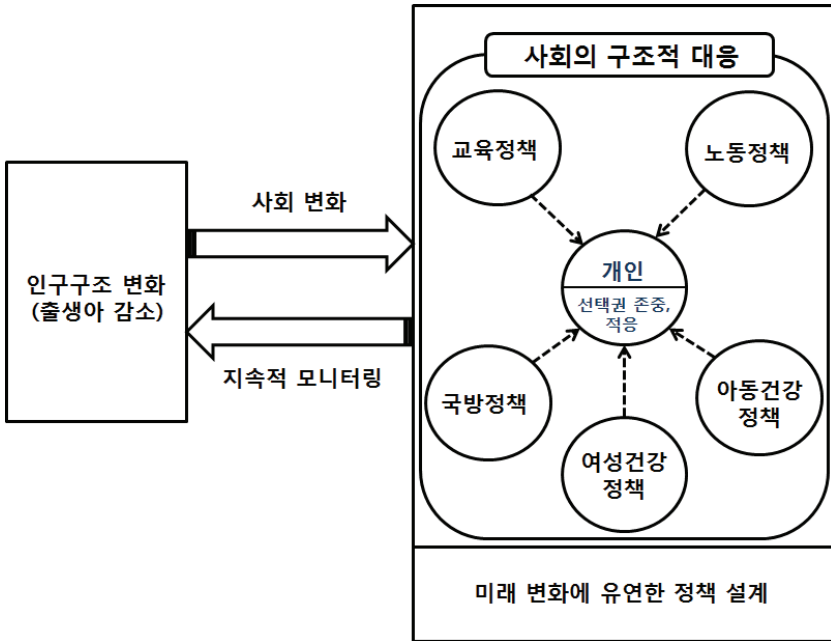 사회의 구조적 대응
교육정책
노동정책
사회 변화
인구구조 변화
(출생아 감소)
개인
선택권 존중,
적응
지속적 모니터링
국방정책
아동건강
정책
여성건강
정책
미래 변화에 유연한 정책 설계